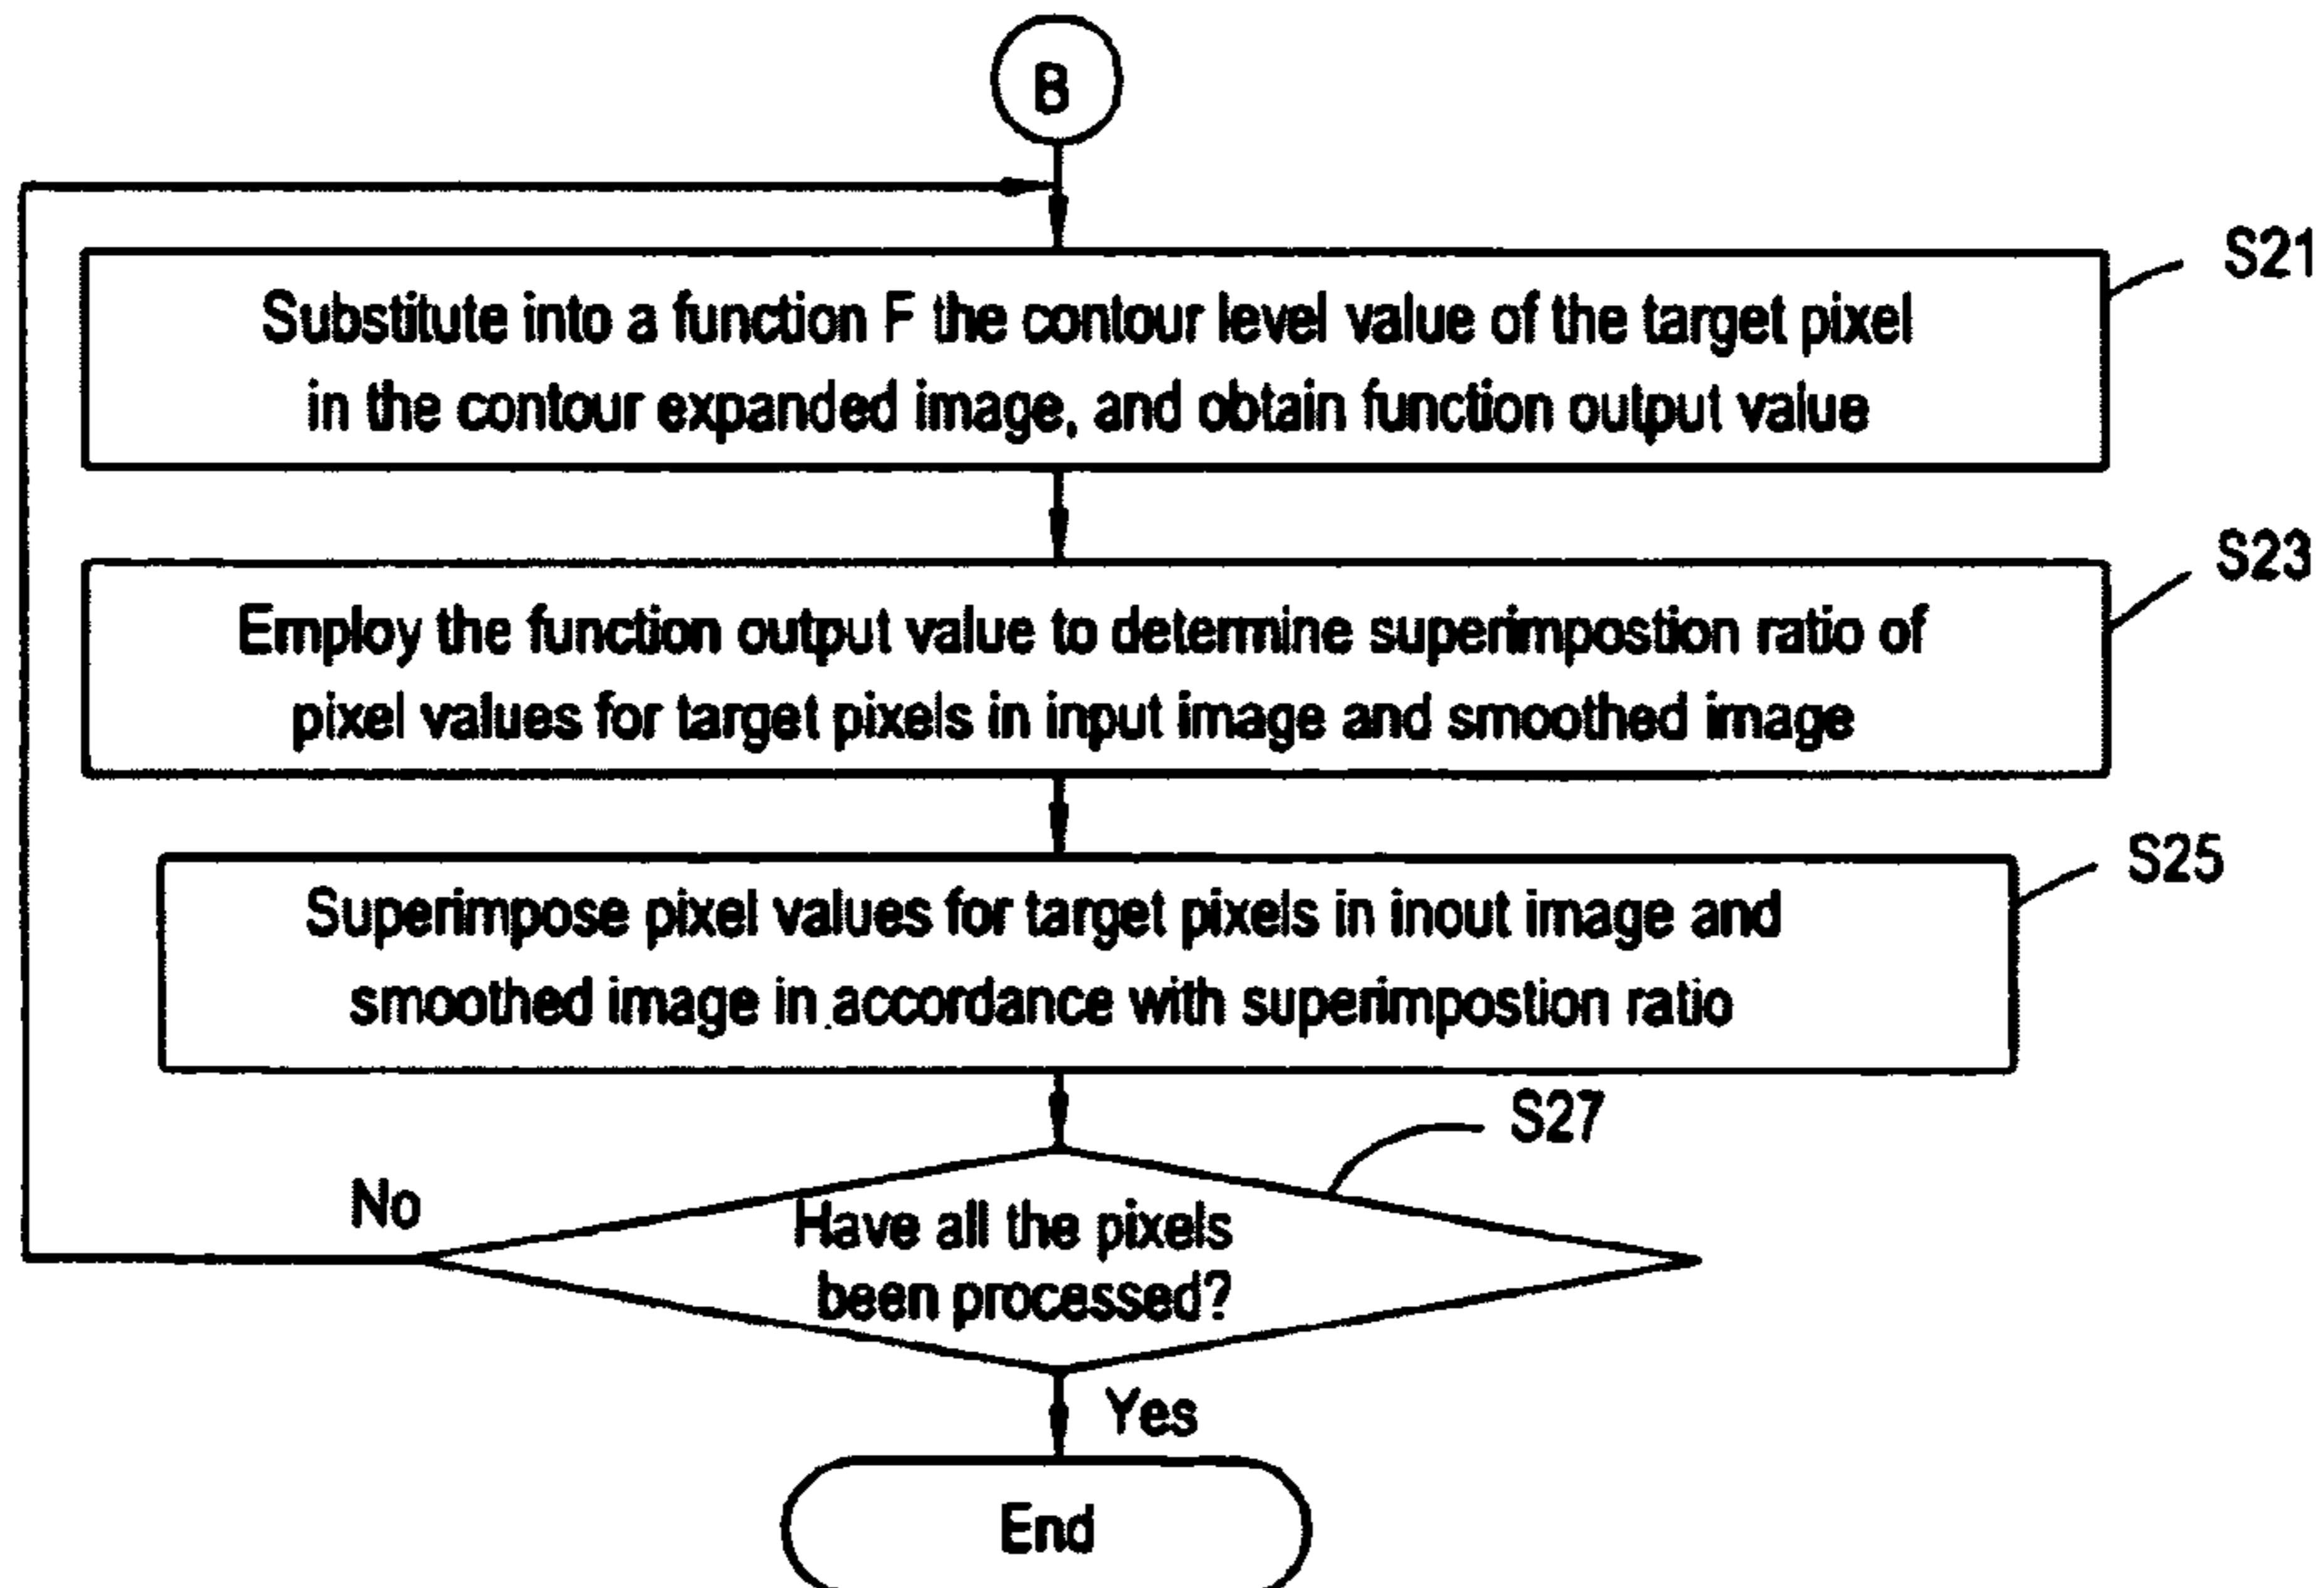 B
S21
Substitute into a function F the contour level value of the target pixel
in the contour expanded image, and obtain function output value
S23
Employ the function output value to determine superimpostion ratio of
pixel values for target pixels in input image and smoothed image
S25
Superimpose pixel values for target pixels in inout image and
smoothed image in accordance with superimpostion ratio
S27
No
Have all the pixels
been processed?
Yes
End